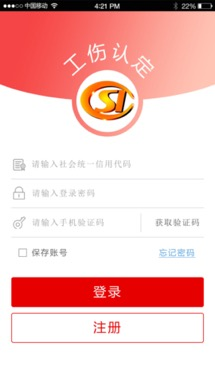 中国移动 4:21 PM 22%
工伤认定
CSI
请输入社会统一信用代码
请输入登录密码
请输入手机验证码 获取验证码
保存账号 忘记密码
登录
注册